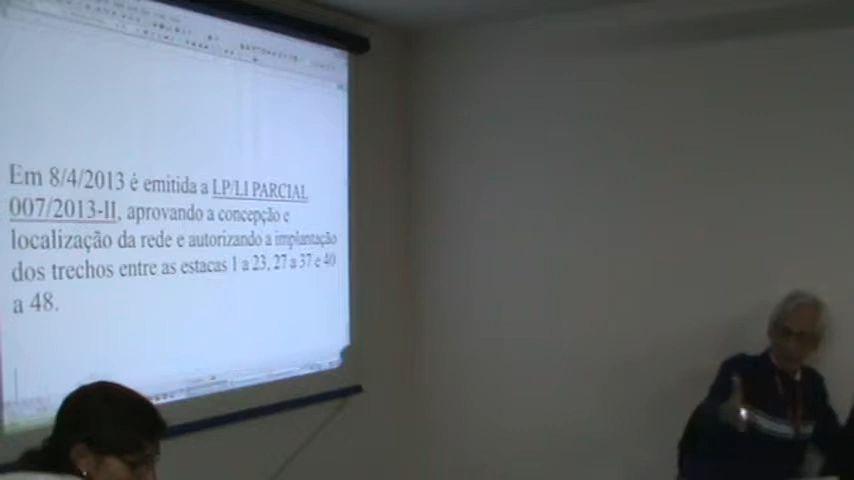 Em 8/4/2013 é emitida a LP/LI PARCIAL
007/2013-II, aprovando a concepção e
localização da rede e autorizando a implantação
dos trechos entre as estacas 1 a 23, 27 a 37 e 40
a 48.